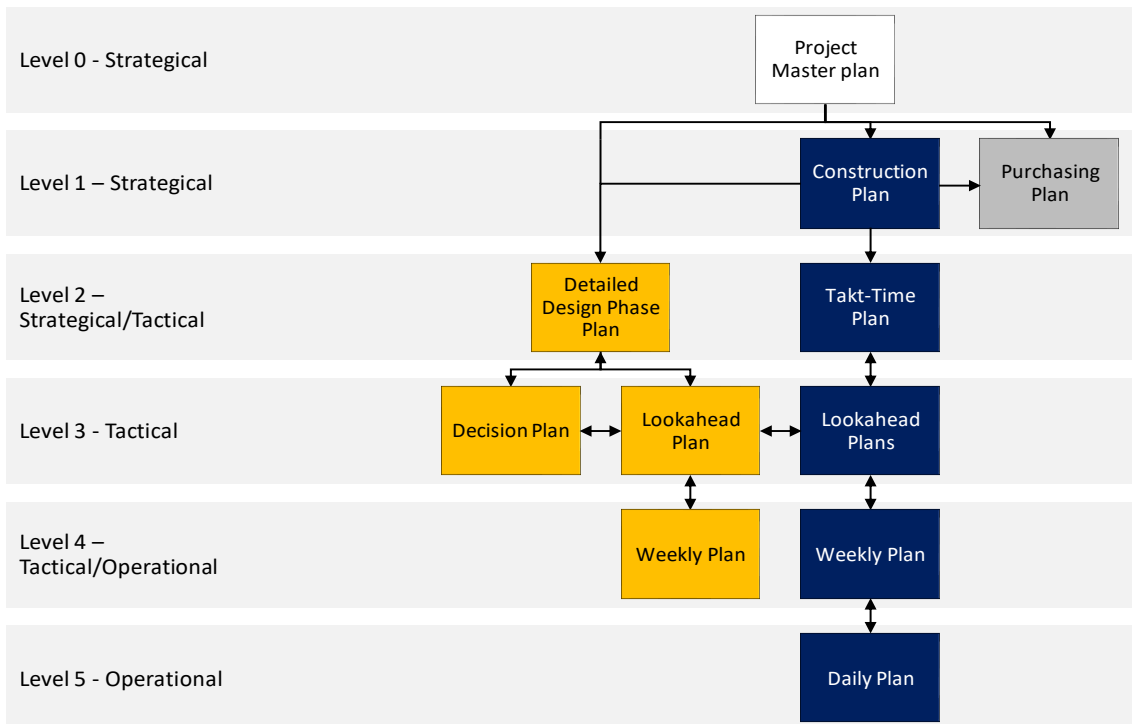 Level 0 - Strategical
Project
Master plan
Level 1 – Strategical
Construction
Plan
Purchasing
Plan
Level 2 –
Strategical/Tactical
Detailed
Design Phase
Plan
Takt-Time
Plan
Level 3 - Tactical
Decision Plan
Lookahead
Plan
Lookahead
Plans
Level 4 –
Tactical/Operational
Weekly Plan
Weekly Plan
Level 5 - Operational
Daily Plan